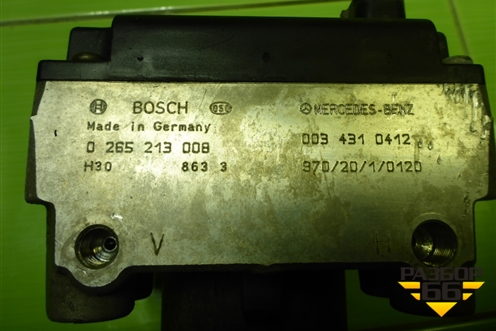 BOSCH MERCEDES-BENZ
Made in Germany
0 265 213 008 003 431 0412
H30 863 3 970/20/1/0120
V H
РАЗБОР
66